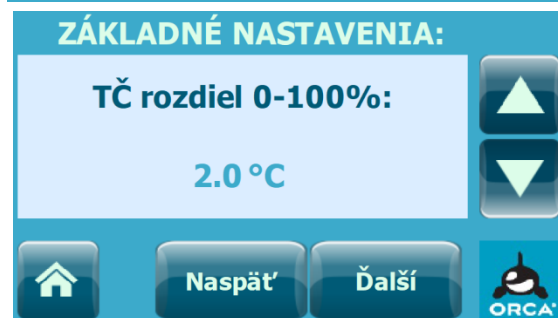 ZÁKLADNÉ NASTAVENIA:
TČ rozdiel 0-100%:
2.0 °C
Naspäť
Ďalší
ORCA